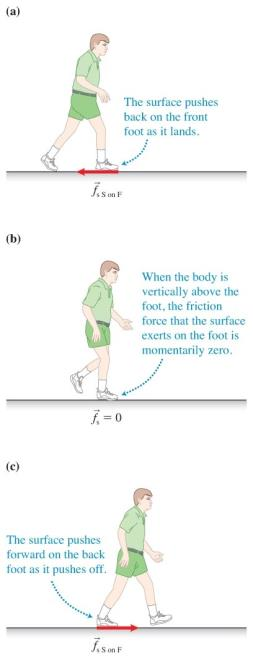 (a)
The surface pushes
back on the front
foot as it lands.
f⃗s S on F
(b)
When the body is
vertically above the
foot, the friction
force that the surface
exerts on the foot is
momentarily zero.
f⃗s = 0
(c)
The surface pushes
forward on the back
foot as it pushes off.
f⃗s S on F